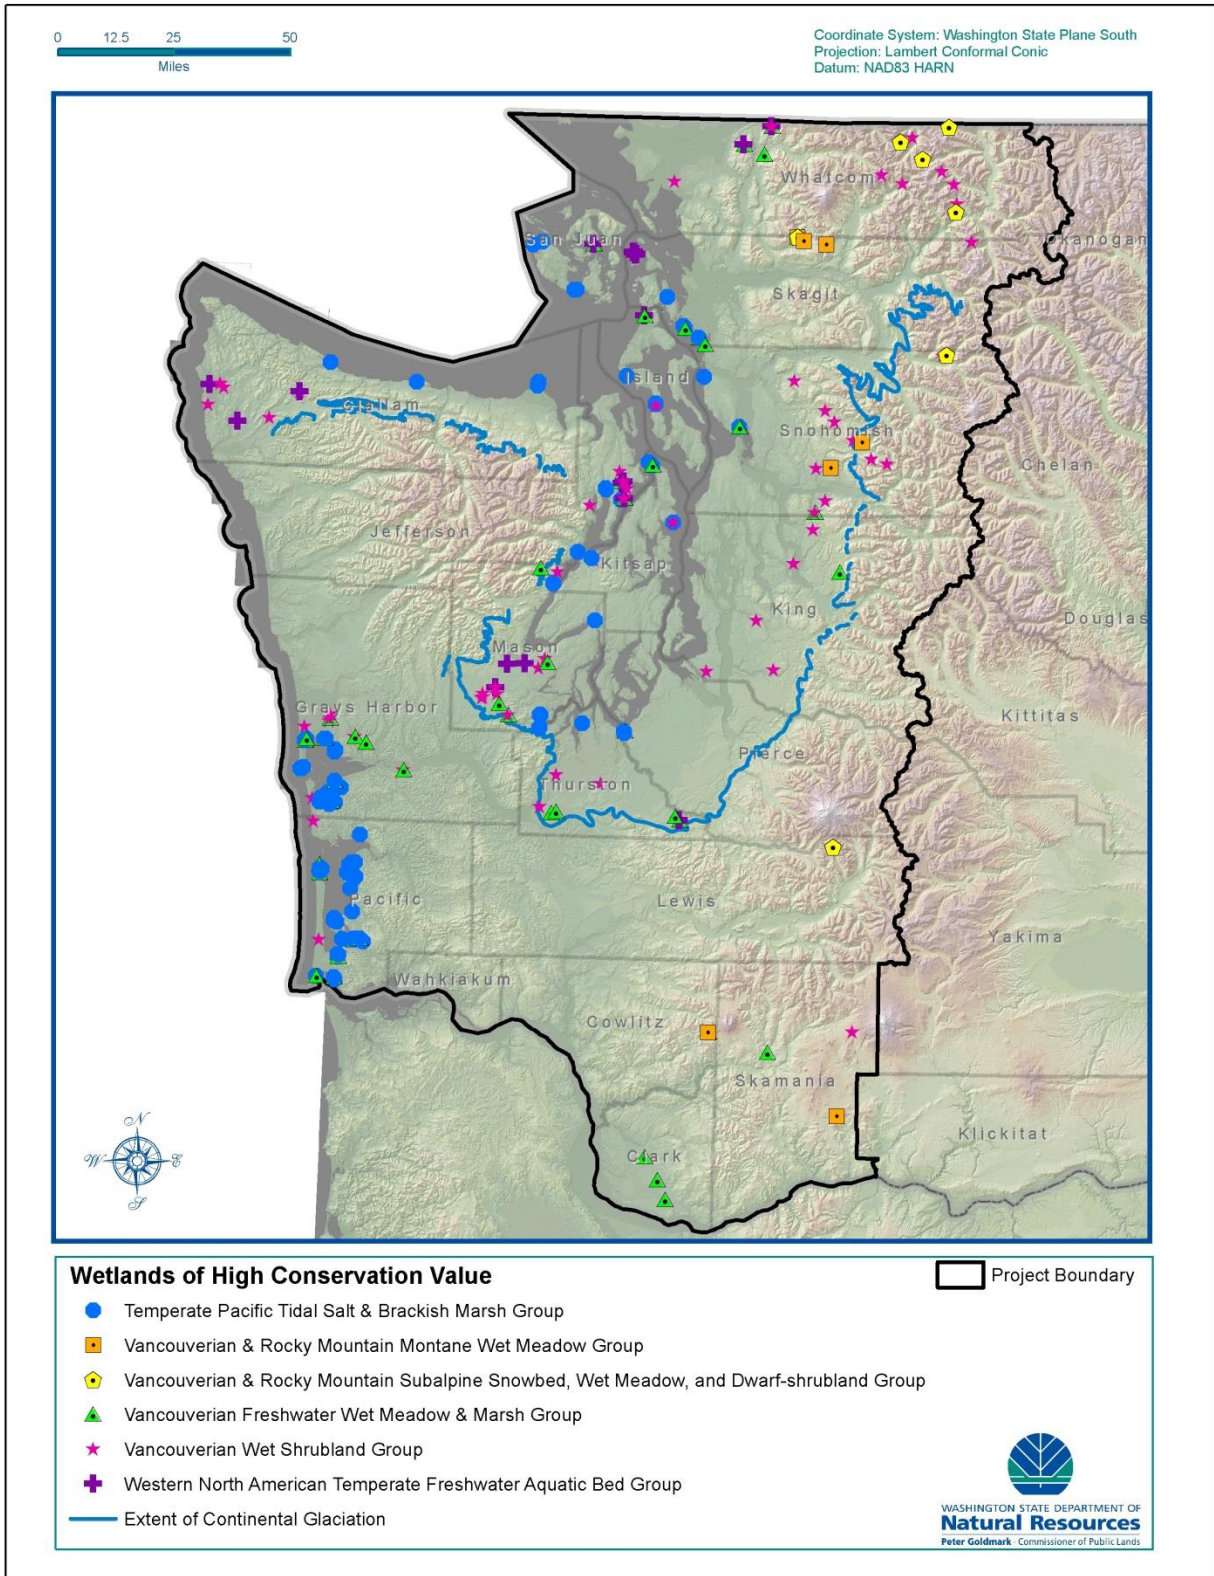 0 12.5 25 50
Miles
Coordinate System: Washington State Plane South
Projection: Lambert Conformal Conic
Datum: NAD83 HARN
Whatcom
San Juan
Okanogan
Skagit
Island
Clallam
Snohomish
Chelan
Jefferson
Kitsap
King
Douglas
Mason
Grays Harbor
Kittitas
Pierce
Thurston
Pacific
Lewis
Yakima
Wahkiakum
Cowlitz
Skamania
Klickitat
Clark
N
W E
S
Wetlands of High Conservation Value
Project Boundary
Temperate Pacific Tidal Salt & Brackish Marsh Group
Vancouverian & Rocky Mountain Montane Wet Meadow Group
Vancouverian & Rocky Mountain Subalpine Snowbed, Wet Meadow, and Dwarf-shrubland Group
Vancouverian Freshwater Wet Meadow & Marsh Group
Vancouverian Wet Shrubland Group
Western North American Temperate Freshwater Aquatic Bed Group
Extent of Continental Glaciation
WASHINGTON STATE DEPARTMENT OF
Natural Resources
Peter Goldmark · Commissioner of Public Lands